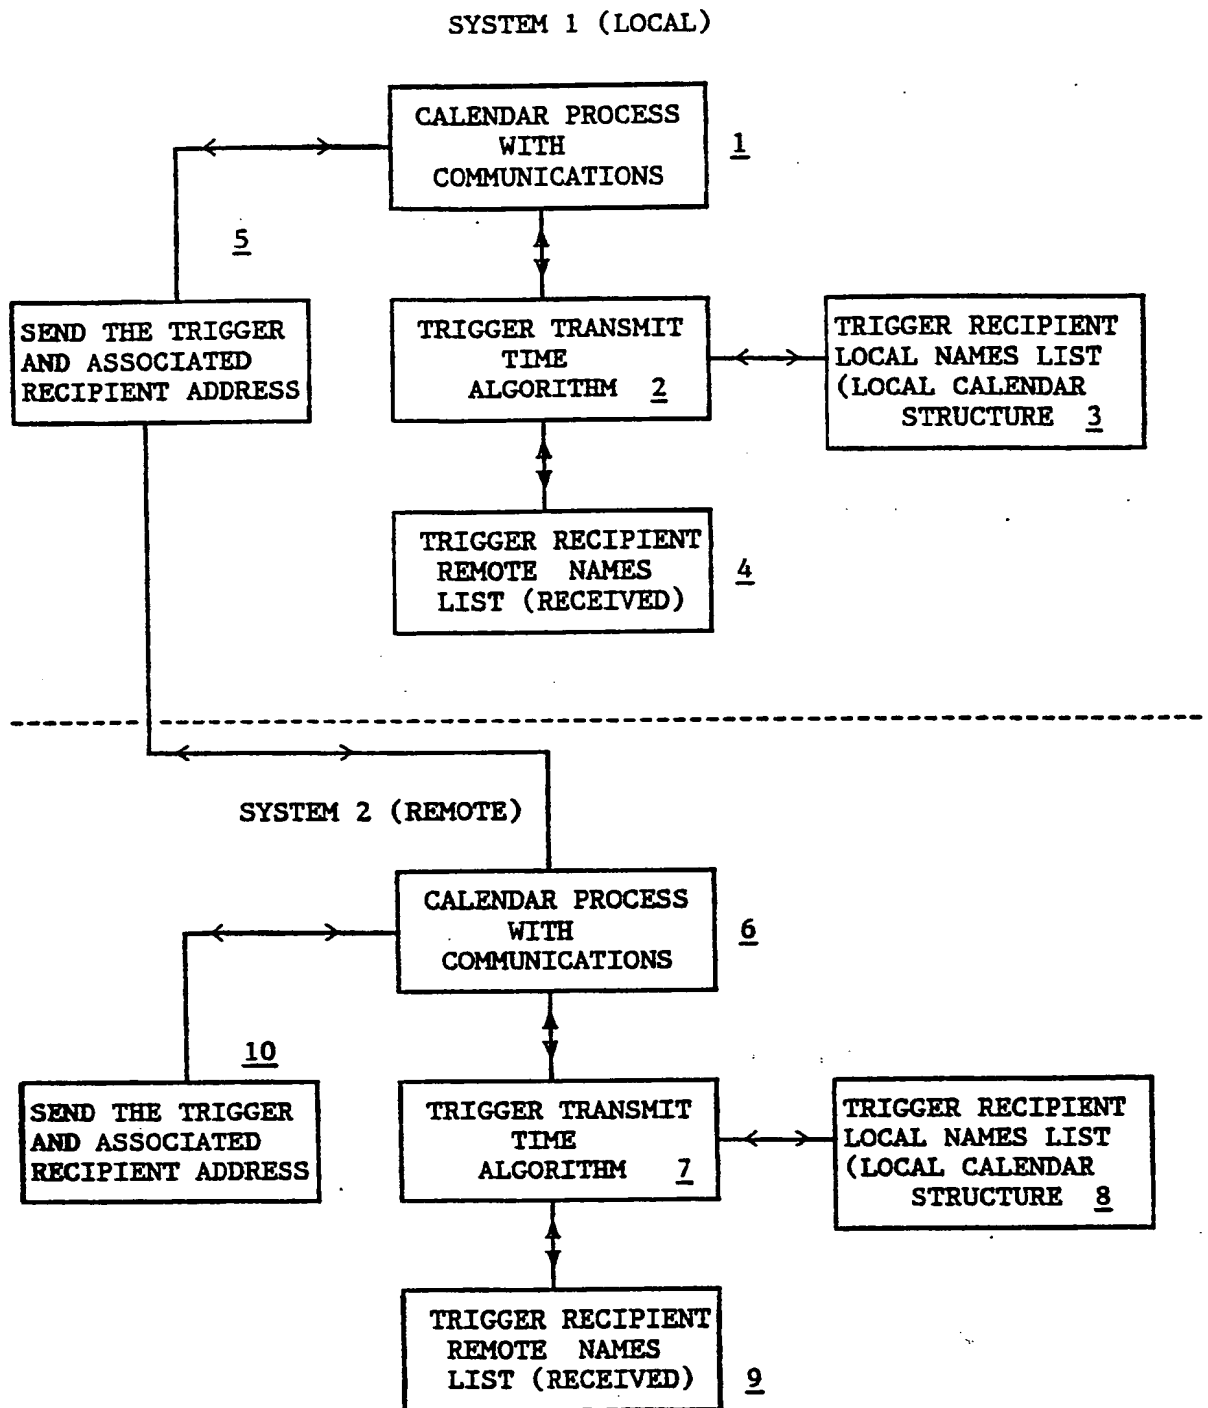 SYSTEM 1 (LOCAL)
CALENDAR PROCESS
WITH
COMMUNICATIONS
1
5
SEND THE TRIGGER
AND ASSOCIATED
RECIPIENT ADDRESS
TRIGGER TRANSMIT
TIME
ALGORITHM 2
TRIGGER RECIPIENT
LOCAL NAMES LIST
(LOCAL CALENDAR
STRUCTURE 3
TRIGGER RECIPIENT
REMOTE NAMES
LIST (RECEIVED)
4
SYSTEM 2 (REMOTE)
CALENDAR PROCESS
WITH
COMMUNICATIONS
6
10
SEND THE TRIGGER
AND ASSOCIATED
RECIPIENT ADDRESS
TRIGGER TRANSMIT
TIME
ALGORITHM 7
TRIGGER RECIPIENT
LOCAL NAMES LIST
(LOCAL CALENDAR
STRUCTURE 8
TRIGGER RECIPIENT
REMOTE NAMES
LIST (RECEIVED)
9